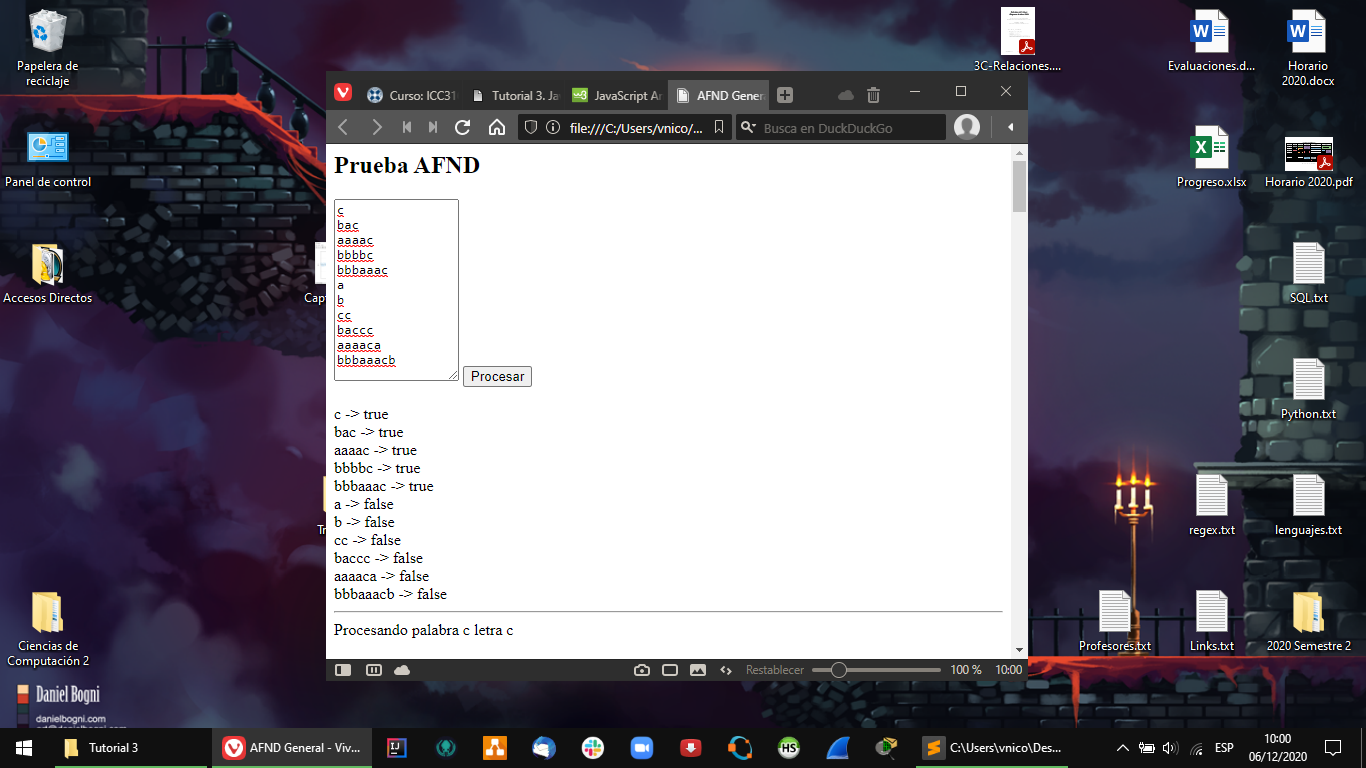 Papelera de
reciclaje
Panel de control
Accesos Directos
Ciencias de
Computación 2
Daniel Bogni
danielbogni.com
3C-Relaciones....
Evaluaciones.d...
Horario
2020.docx
Progreso.xlsx
Horario 2020.pdf
SQL.txt
Python.txt
regex.txt
lenguajes.txt
Profesores.txt
Links.txt
2020 Semestre 2
Curso: ICC31
Tutorial 3. Ja
JavaScript Ar
AFND Gener
file:///C:/Users/vnico/...
Busca en DuckDuckGo
Prueba AFND
c
bac
aaaac
bbbbc
bbbaaac
a
b
cc
baccc
aaaaca
bbbaaacb
Procesar
c -> true
bac -> true
aaaac -> true
bbbbc -> true
bbbaaac -> true
a -> false
b -> false
cc -> false
baccc -> false
aaaaca -> false
bbbaaacb -> false
Procesando palabra c letra c
Restablecer
100 %
10:00
Tutorial 3
AFND General - Viv...
C:\Users\vnico\Des...
ESP
10:00
06/12/2020